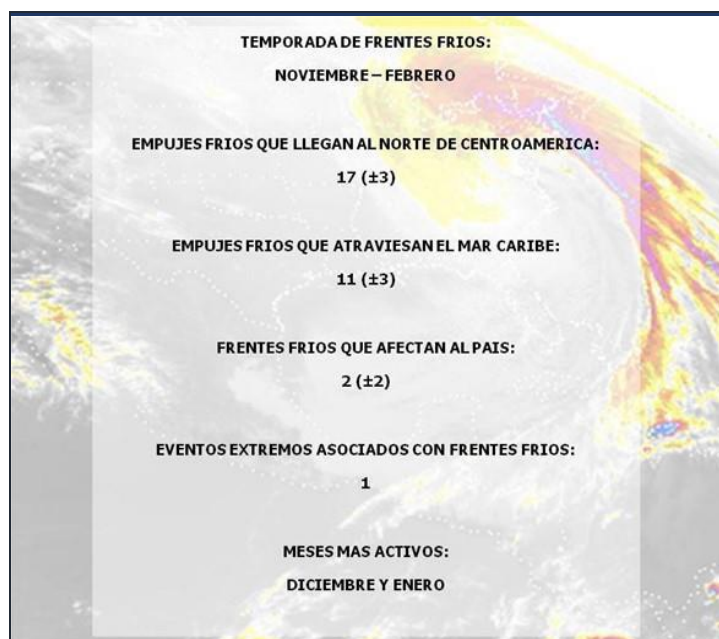 TEMPORADA DE FRENTES FRIOS:
NOVIEMBRE – FEBRERO
EMPUJES FRIOS QUE LLEGAN AL NORTE DE CENTROAMERICA:
17 (±3)
EMPUJES FRIOS QUE ATRAVIESAN EL MAR CARIBE:
11 (±3)
FRENTES FRIOS QUE AFECTAN AL PAIS:
2 (±2)
EVENTOS EXTREMOS ASOCIADOS CON FRENTES FRIOS:
1
MESES MAS ACTIVOS:
DICIEMBRE Y ENERO